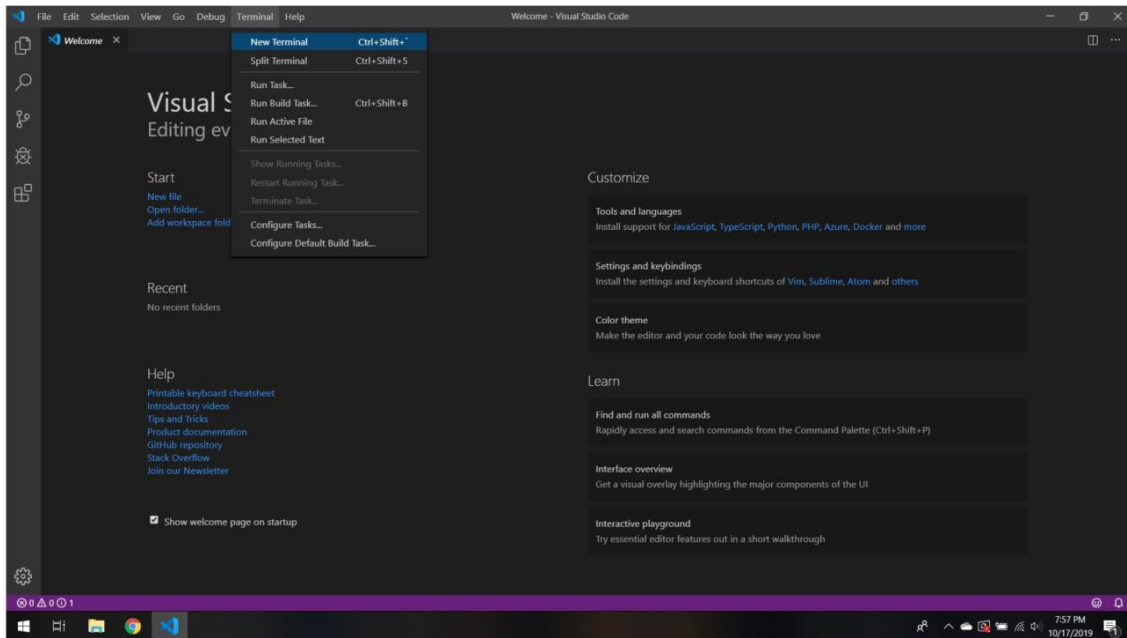 File Edit Selection View Go Debug Terminal Help
Welcome - Visual Studio Code
Welcome
New Terminal Ctrl+Shift+`
Split Terminal Ctrl+Shift+5
Run Task...
Run Build Task... Ctrl+Shift+B
Run Active File
Run Selected Text
Show Running Tasks...
Restart Running Task...
Terminate Task...
Configure Tasks...
Configure Default Build Task...
Visual S
Editing ev
Start
New file
Open folder...
Add workspace fold
Recent
No recent folders
Help
Printable keyboard cheatsheet
Introductory videos
Tips and Tricks
Product documentation
GitHub repository
Stack Overflow
Join our Newsletter
Show welcome page on startup
Customize
Tools and languages
Install support for JavaScript, TypeScript, Python, PHP, Azure, Docker and more
Settings and keybindings
Install the settings and keyboard shortcuts of Vim, Sublime, Atom and others
Color theme
Make the editor and your code look the way you love
Learn
Find and run all commands
Rapidly access and search commands from the Command Palette (Ctrl+Shift+P)
Interface overview
Get a visual overlay highlighting the major components of the UI
Interactive playground
Try essential editor features out in a short walkthrough
0 0 1
7:57 PM
10/17/2019
1